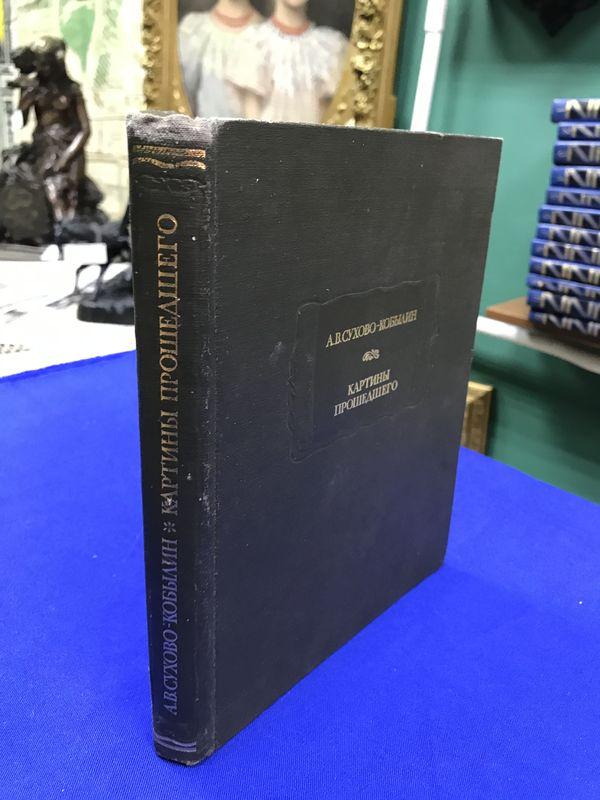 А.В.СУХОВО-КОБЫЛИН * КАРТИНЫ ПРОШЕДШЕГО
А.В.СУХОВО-КОБЫЛИН
КАРТИНЫ
ПРОШЕДШЕГО